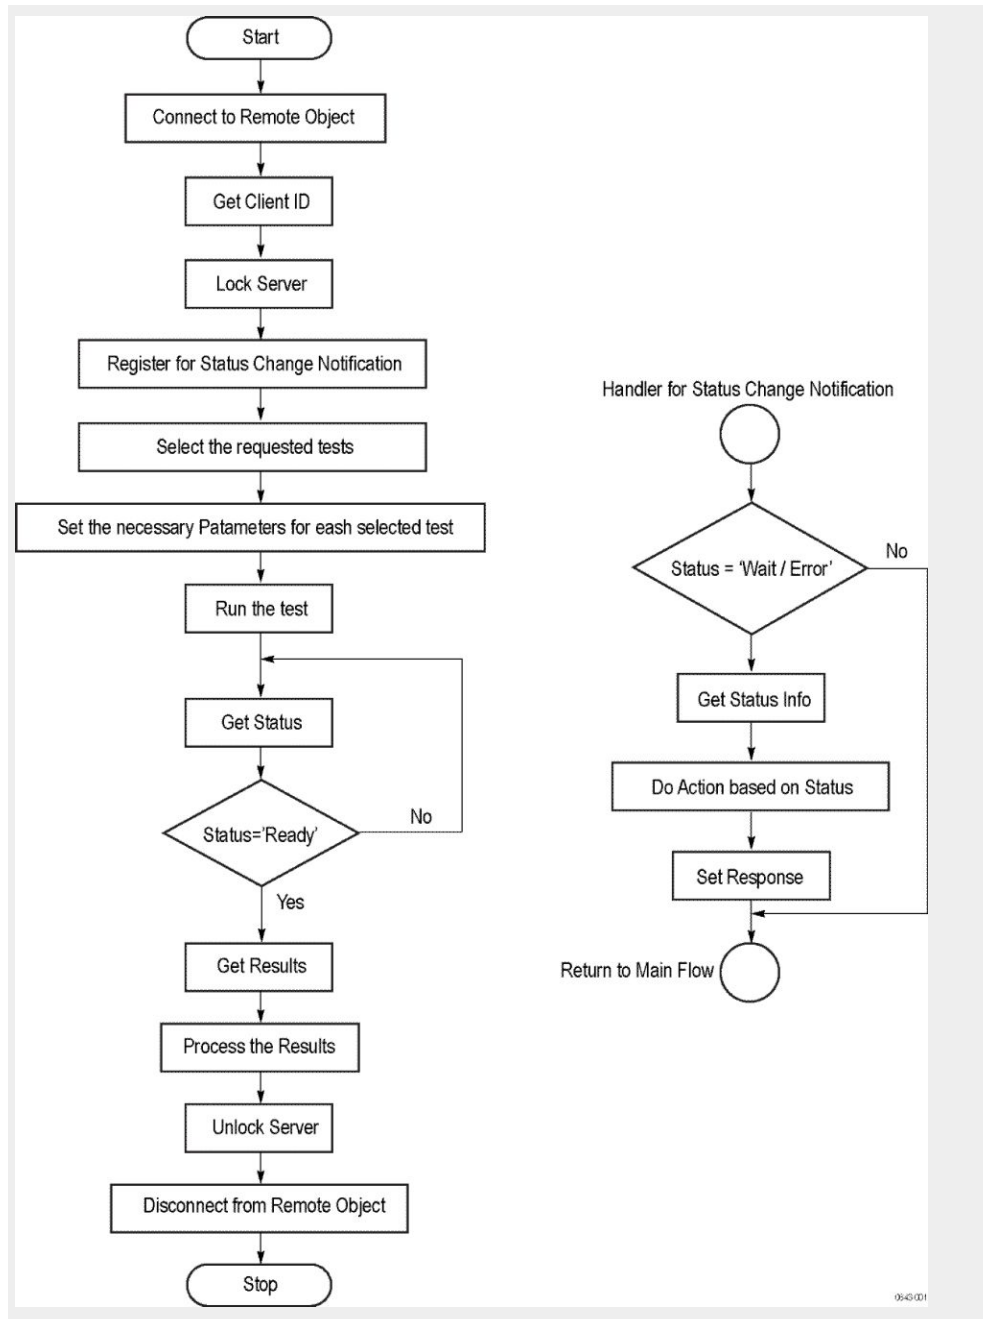 Start
Connect to Remote Object
Get Client ID
Lock Server
Register for Status Change Notification
Select the requested tests
Set the necessary Patameters for eash selected test
Run the test
Get Status
Status='Ready'
No
Yes
Get Results
Process the Results
Unlock Server
Disconnect from Remote Object
Stop
Handler for Status Change Notification
Status = 'Wait / Error'
No
Get Status Info
Do Action based on Status
Set Response
Return to Main Flow